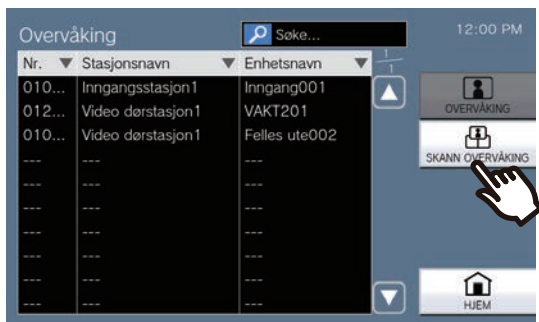 Overvåking
Søke...
12:00 PM
Nr. ▼ Stasjonsnavn ▼ Enhetsnavn ▼
1/1
010... Inngangsstasjon1 Inngang001
012... Video dørstasjon1 VAKT201
010... Video dørstasjon1 Felles ute002
--- --- ---
--- --- ---
--- --- ---
--- --- ---
--- --- ---
--- --- ---
--- --- ---
OVERVÅKING
SKANN OVERVÅKING
HJEM